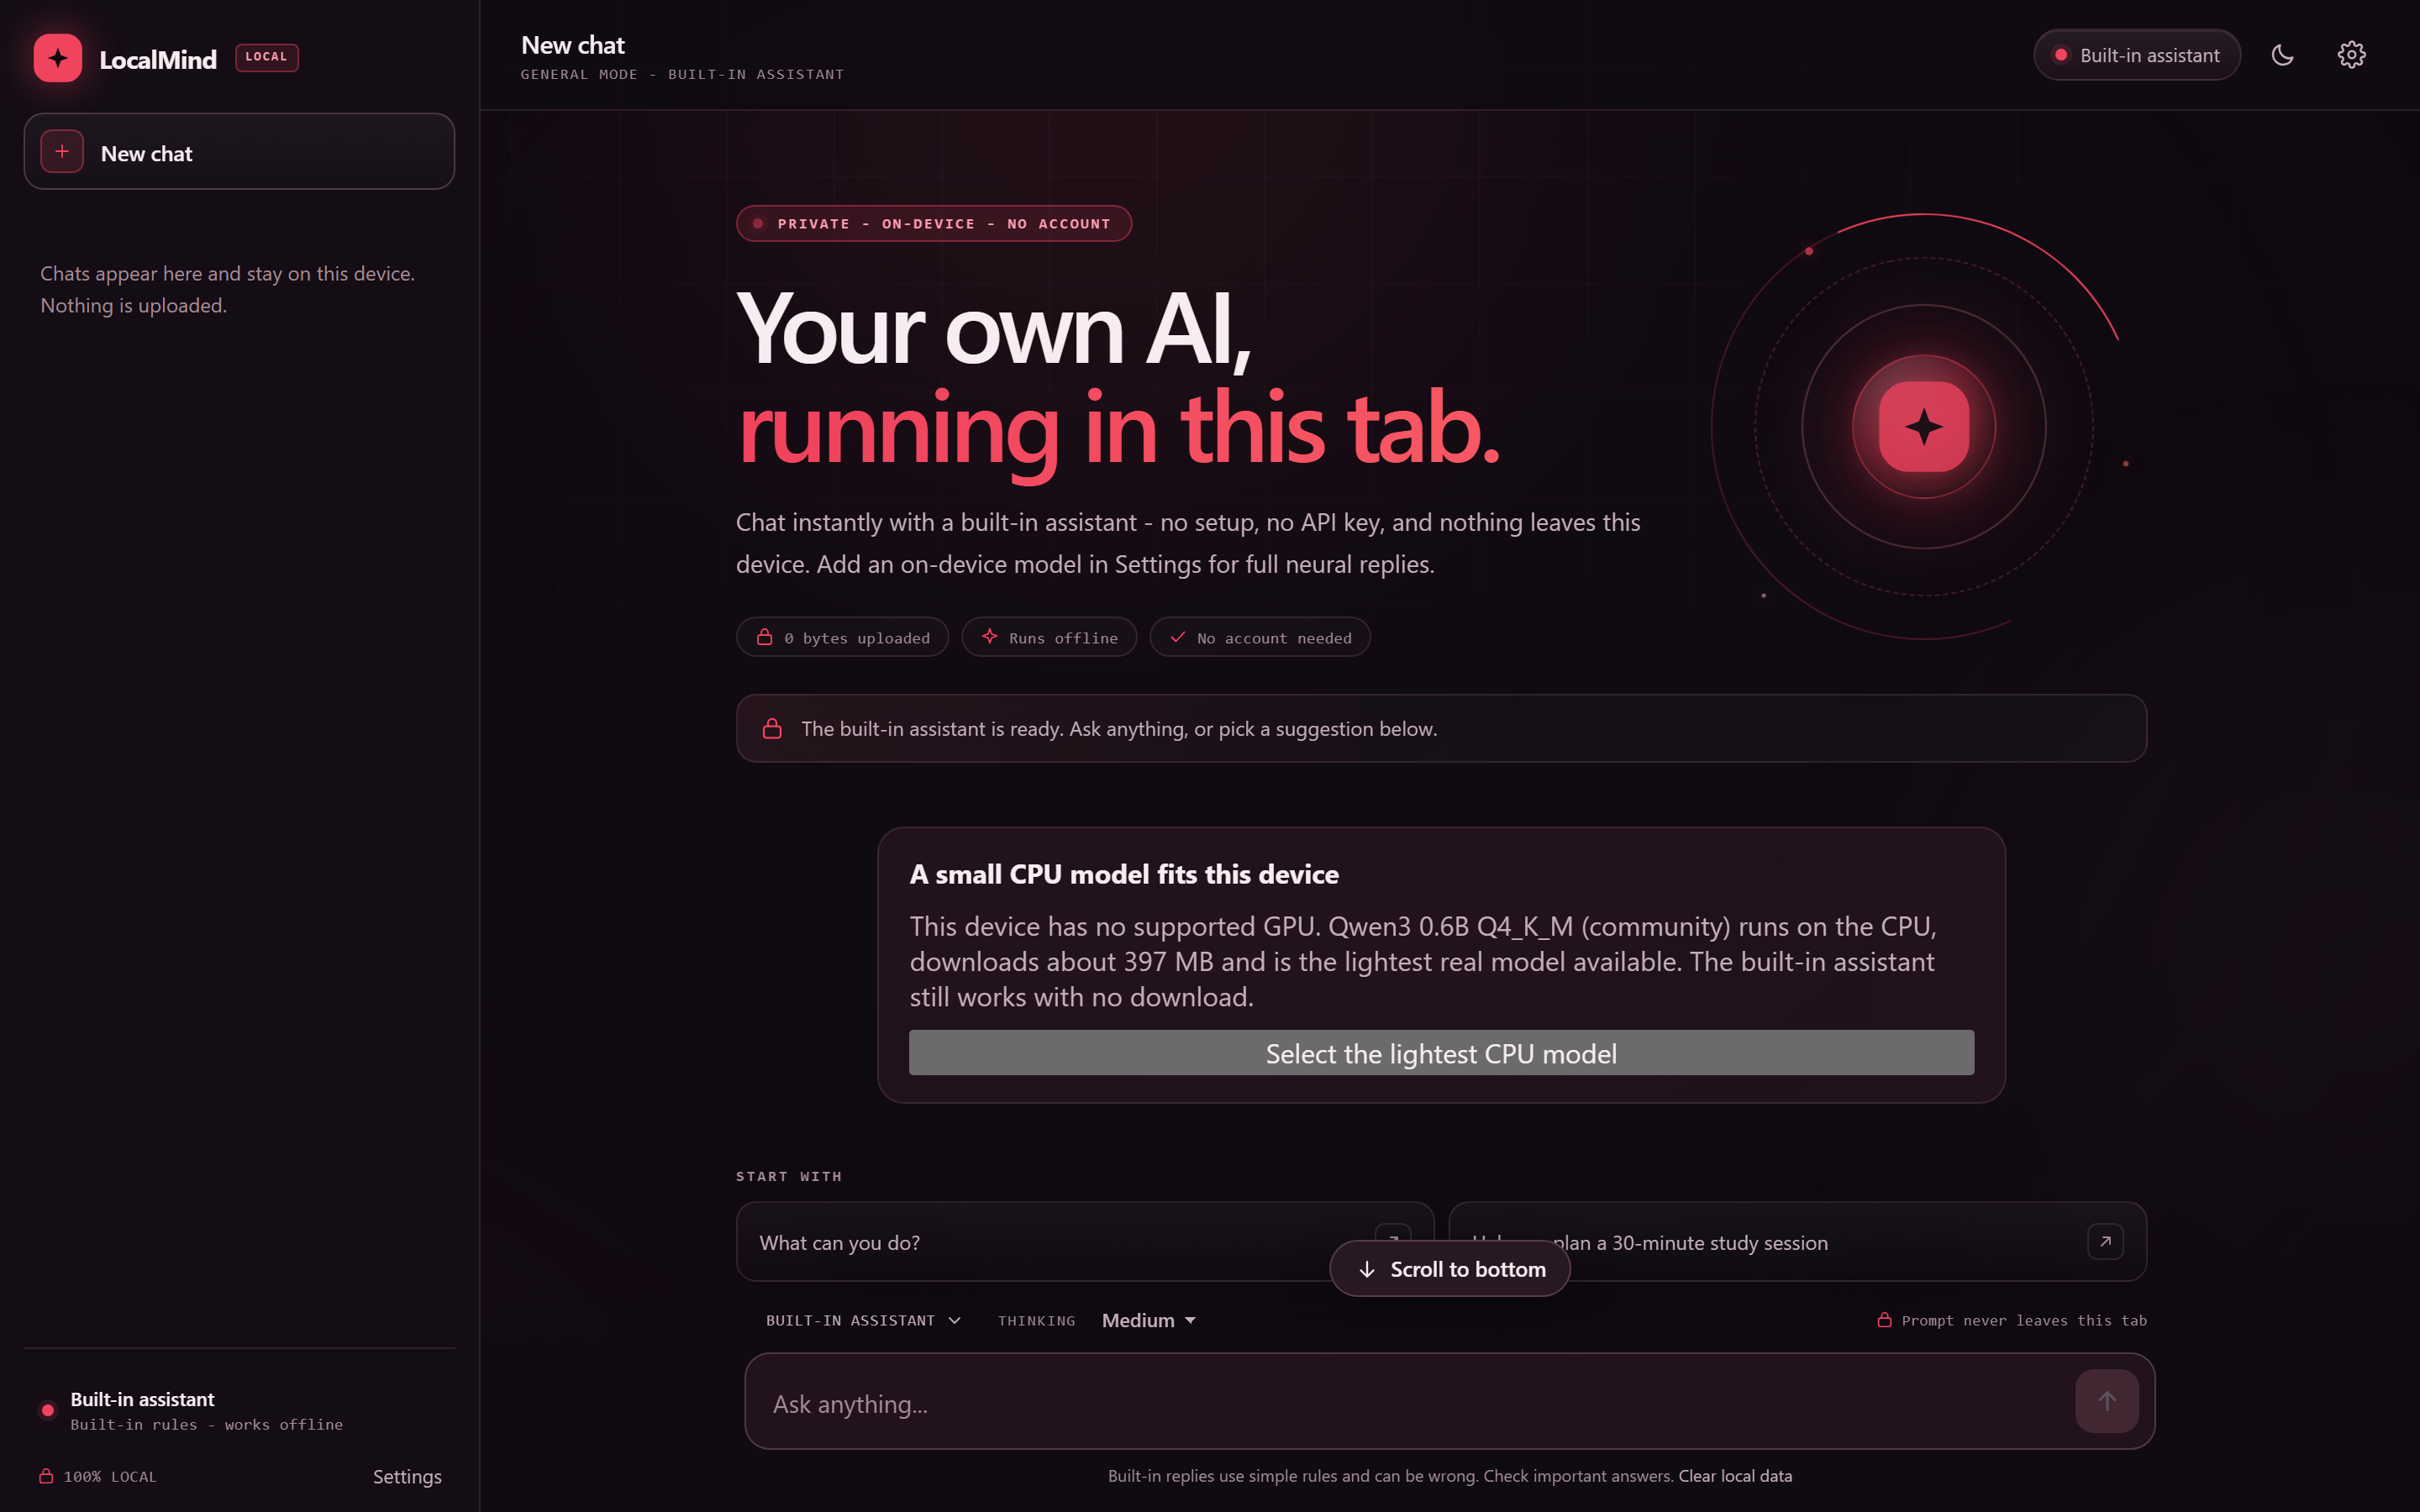 LocalMind
LOCAL
New chat
Chats appear here and stay on this device.
Nothing is uploaded.
Built-in assistant
Built-in rules - works offline
100% LOCAL
Settings
New chat
GENERAL MODE - BUILT-IN ASSISTANT
Built-in assistant
PRIVATE - ON-DEVICE - NO ACCOUNT
Your own AI,
running in this tab.
Chat instantly with a built-in assistant - no setup, no API key, and nothing leaves this
device. Add an on-device model in Settings for full neural replies.
0 bytes uploaded
Runs offline
No account needed
The built-in assistant is ready. Ask anything, or pick a suggestion below.
A small CPU model fits this device
This device has no supported GPU. Qwen3 0.6B Q4_K_M (community) runs on the CPU,
downloads about 397 MB and is the lightest real model available. The built-in assistant
still works with no download.
Select the lightest CPU model
START WITH
What can you do?
plan a 30-minute study session
Scroll to bottom
BUILT-IN ASSISTANT
THINKING
Medium
Prompt never leaves this tab
Ask anything...
Built-in replies use simple rules and can be wrong. Check important answers. Clear local data